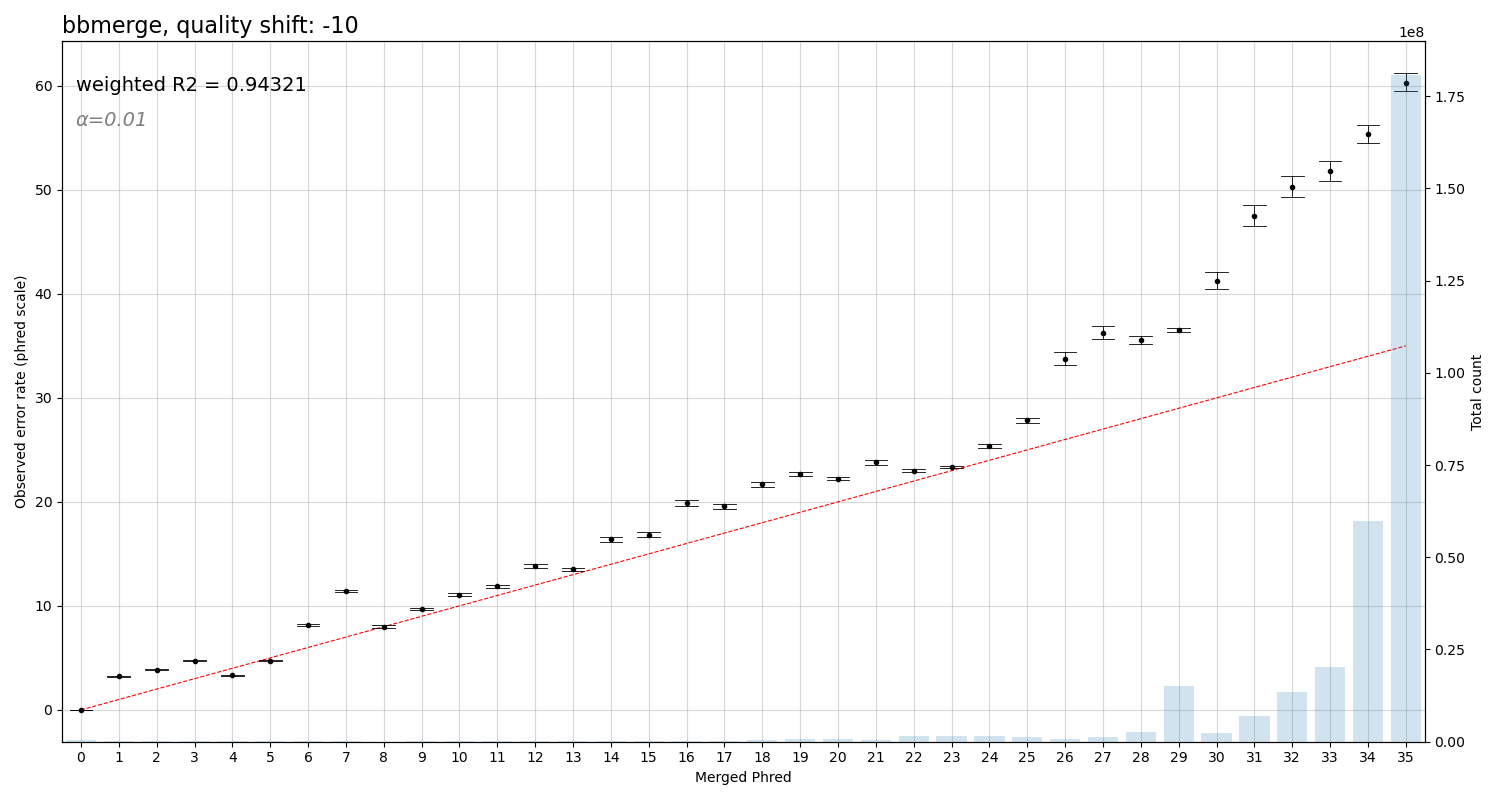 bbmerge, quality shift: -10
1e8
weighted R2 = 0.94321
α=0.01
60
50
40
30
20
10
0
Observed error rate (phred scale)
1.75
1.50
1.25
1.00
0.75
0.50
0.25
0.00
Total count
0 1 2 3 4 5 6 7 8 9 10 11 12 13 14 15 16 17 18 19 20 21 22 23 24 25 26 27 28 29 30 31 32 33 34 35
Merged Phred